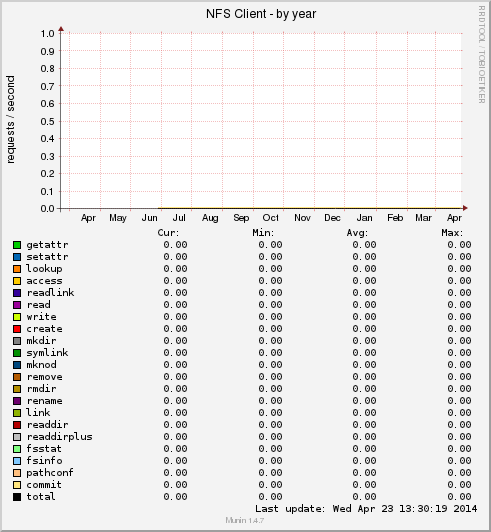 NFS Client - by year
RRDTOOL / TOBI OETIKER
requests / second
1.0
0.9
0.8
0.7
0.6
0.5
0.4
0.3
0.2
0.1
0.0
Apr May Jun Jul Aug Sep Oct Nov Dec Jan Feb Mar Apr
Cur: Min: Avg: Max:
getattr 0.00 0.00 0.00 0.00
setattr 0.00 0.00 0.00 0.00
lookup 0.00 0.00 0.00 0.00
access 0.00 0.00 0.00 0.00
readlink 0.00 0.00 0.00 0.00
read 0.00 0.00 0.00 0.00
write 0.00 0.00 0.00 0.00
create 0.00 0.00 0.00 0.00
mkdir 0.00 0.00 0.00 0.00
symlink 0.00 0.00 0.00 0.00
mknod 0.00 0.00 0.00 0.00
remove 0.00 0.00 0.00 0.00
rmdir 0.00 0.00 0.00 0.00
rename 0.00 0.00 0.00 0.00
link 0.00 0.00 0.00 0.00
readdir 0.00 0.00 0.00 0.00
readdirplus 0.00 0.00 0.00 0.00
fsstat 0.00 0.00 0.00 0.00
fsinfo 0.00 0.00 0.00 0.00
pathconf 0.00 0.00 0.00 0.00
commit 0.00 0.00 0.00 0.00
total 0.00 0.00 0.00 0.00
Last update: Wed Apr 23 13:30:19 2014
Munin 1.4.7